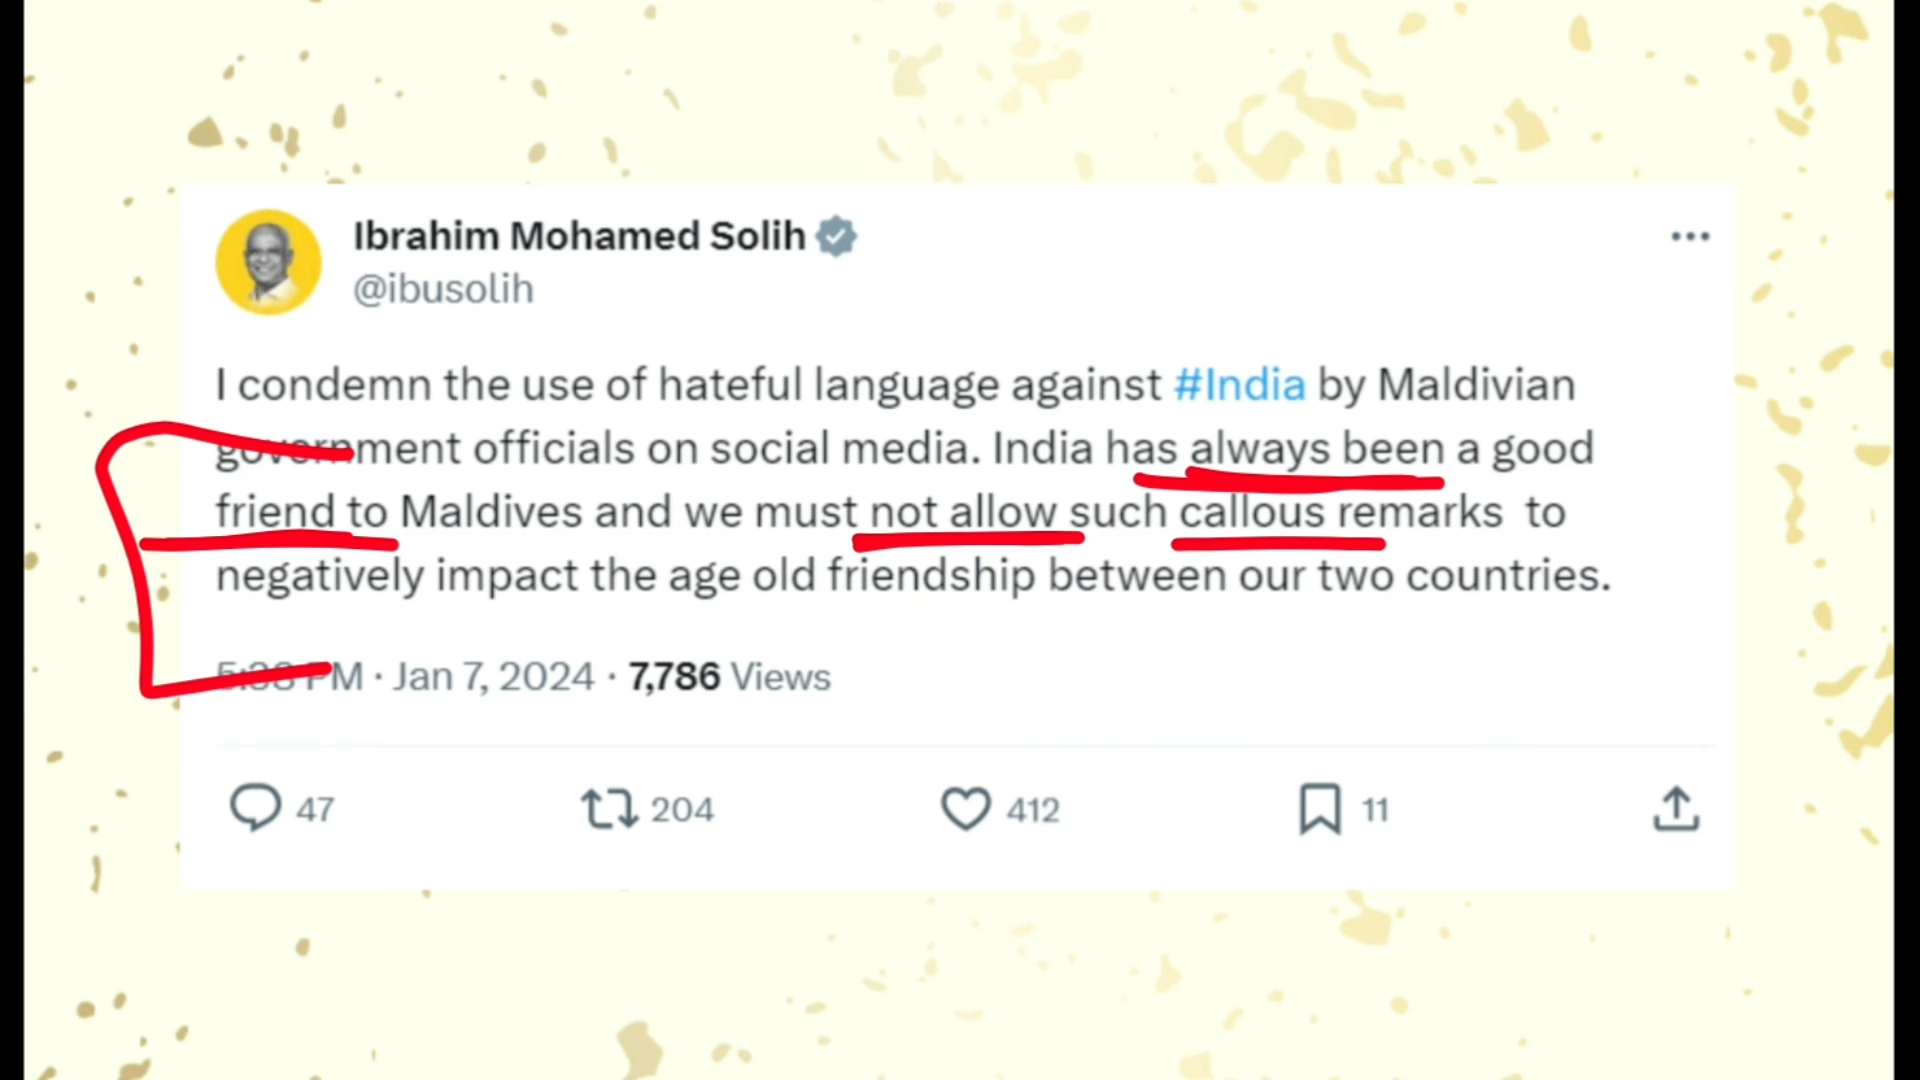 Ibrahim Mohamed Solih
@ibusolih
I condemn the use of hateful language against #India by Maldivian
government officials on social media. India has always been a good
friend to Maldives and we must not allow such callous remarks to
negatively impact the age old friendship between our two countries.
PM · Jan 7, 2024 · 7,786 Views
47 204 412 11